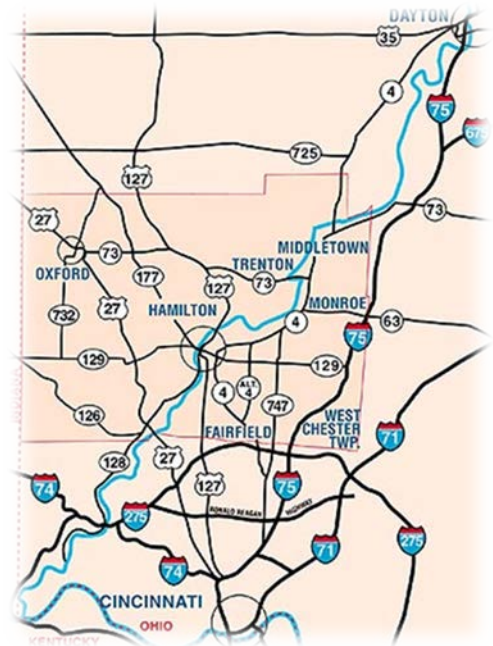 DAYTON
35
4
75
675
725
127
73
27
MIDDLETOWN
TRENTON
OXFORD
73
177
127
73
MONROE
HAMILTON
27
732
4
63
75
129
129
4
ALT.
4
747
126
WEST
CHESTER
TWP.
FAIRFIELD
71
128
27
74
127
75
275
RONALD REAGAN
HIGHWAY
71
275
74
CINCINNATI
OHIO
KENTUCKY